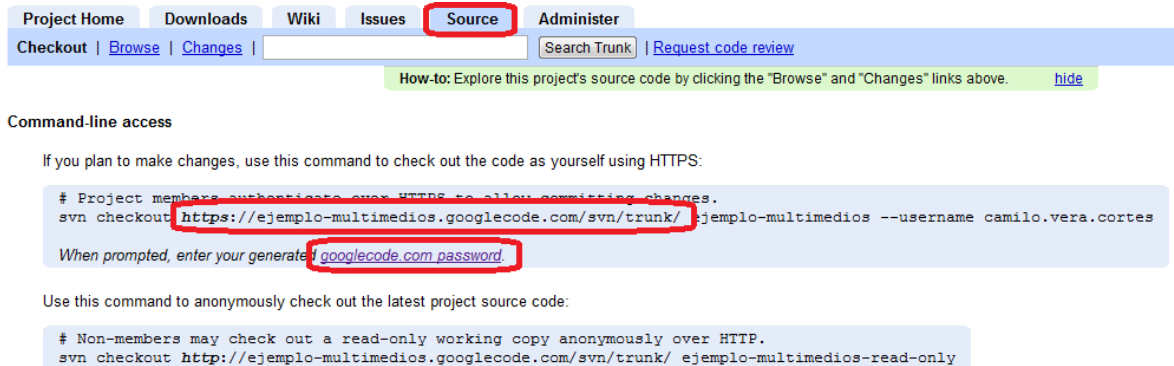 Project Home Downloads Wiki Issues Source Administer
Checkout | Browse | Changes | Search Trunk | Request code review
How-to: Explore this project's source code by clicking the "Browse" and "Changes" links above. hide
Command-line access
If you plan to make changes, use this command to check out the code as yourself using HTTPS:
# Project members authenticate over HTTPS to allow committing changes.
svn checkout https://ejemplo-multimedios.googlecode.com/svn/trunk/ ejemplo-multimedios --username camilo.vera.cortes
When prompted, enter your generated googlecode.com password.
Use this command to anonymously check out the latest project source code:
# Non-members may check out a read-only working copy anonymously over HTTP.
svn checkout http://ejemplo-multimedios.googlecode.com/svn/trunk/ ejemplo-multimedios-read-only